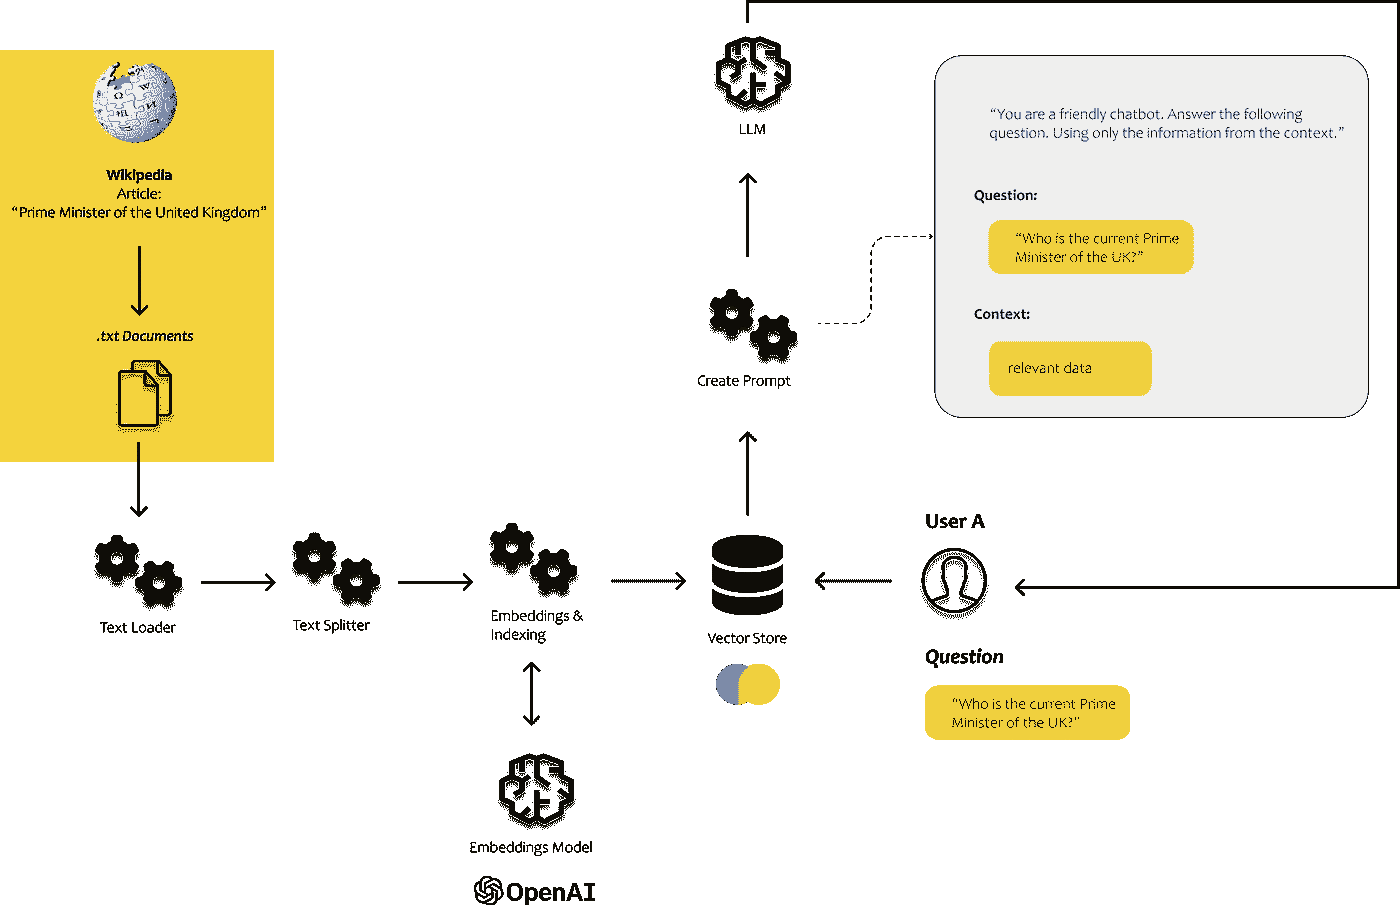 Wikipedia
Article:
“Prime Minister of the United Kingdom”
.txt Documents
Text Loader
Text Splitter
Embeddings &
Indexing
Embeddings Model
OpenAI
Vector Store
Create Prompt
LLM
“You are a friendly chatbot. Answer the following
question. Using only the information from the context.”
Question:
“Who is the current Prime
Minister of the UK?”
Context:
relevant data
User A
Question
“Who is the current Prime
Minister of the UK?”